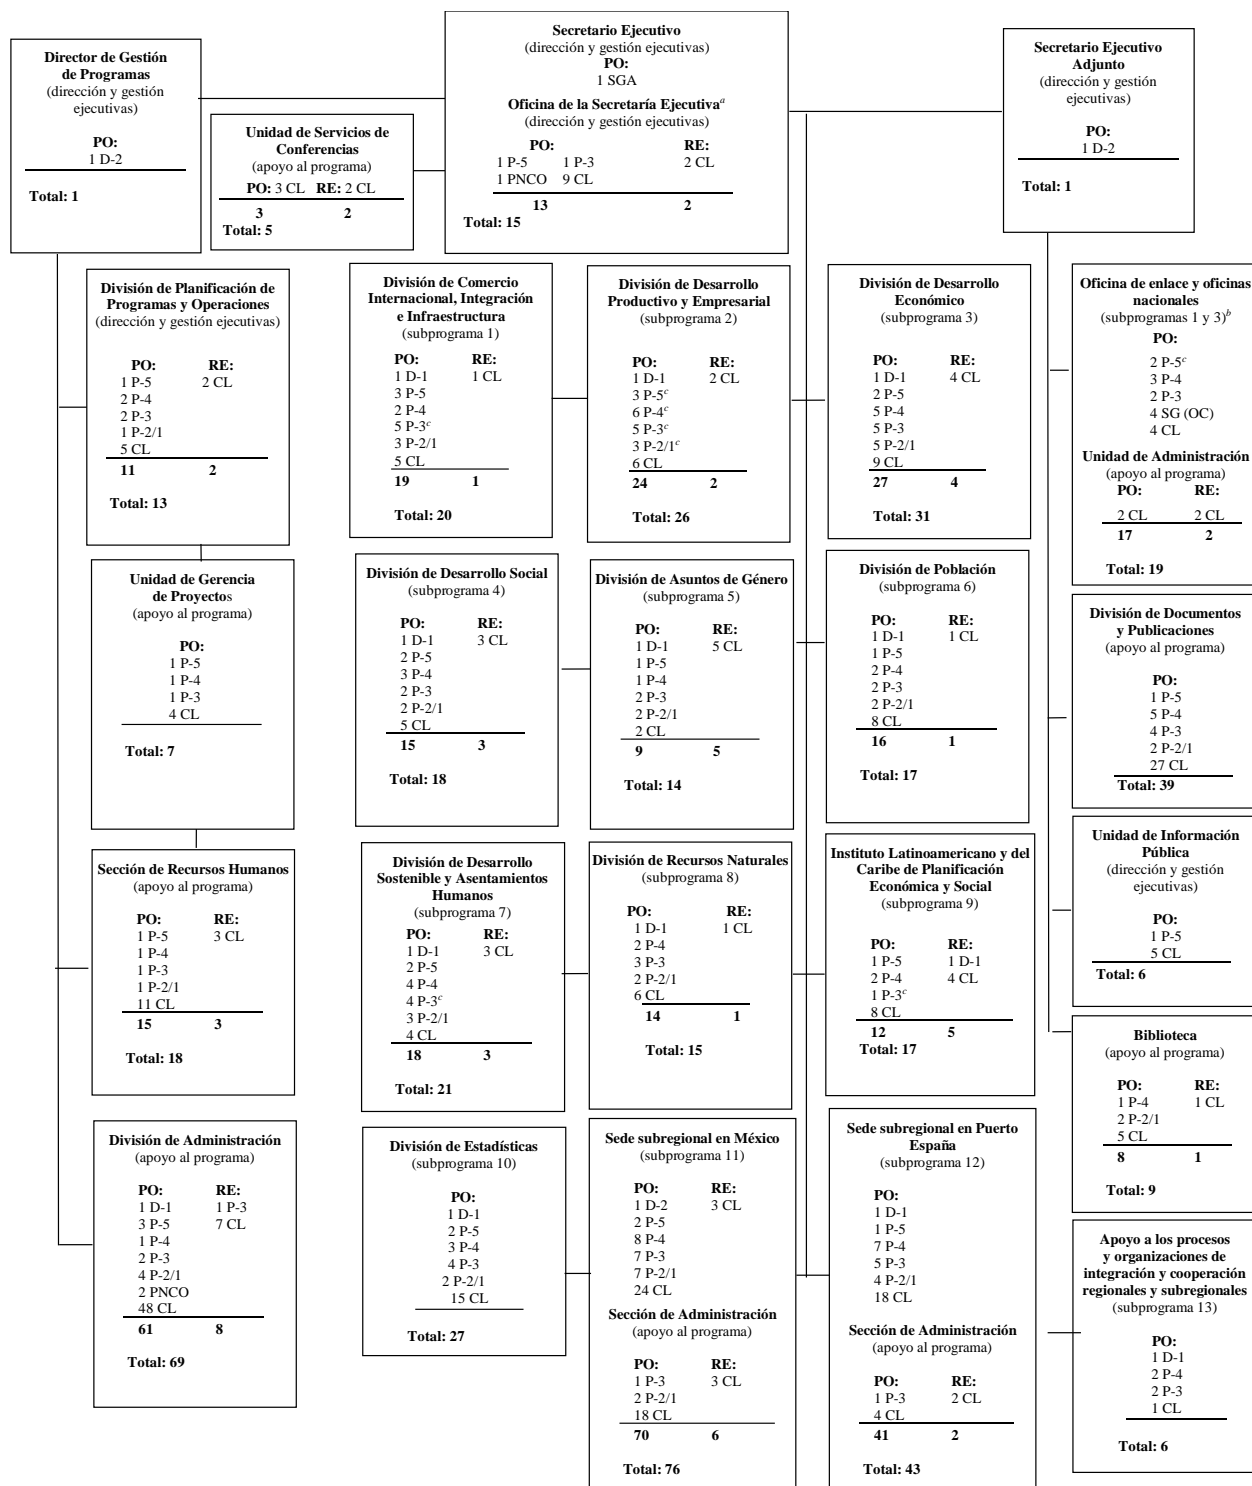 Director de Gestión
de Programas
(dirección y gestión
ejecutivas)
PO:
1 D-2
Total: 1
Unidad de Servicios de
Conferencias
(apoyo al programa)
PO: 3 CL RE: 2 CL
3 2
Total: 5
Secretario Ejecutivo
(dirección y gestión ejecutivas)
PO:
1 SGA
Oficina de la Secretaría Ejecutivaᵃ
(dirección y gestión ejecutivas)
PO: RE:
1 P-5 1 P-3 2 CL
1 PNCO 9 CL
13 2
Total: 15
Secretario Ejecutivo
Adjunto
(dirección y gestión
ejecutivas)
PO:
1 D-2
Total: 1
División de Planificación de
Programas y Operaciones
(dirección y gestión ejecutivas)
PO: RE:
1 P-5 2 CL
2 P-4
2 P-3
1 P-2/1
5 CL
11 2
Total: 13
División de Comercio
Internacional, Integración
e Infraestructura
(subprograma 1)
PO: RE:
1 D-1 1 CL
3 P-5
2 P-4
5 P-3ᶜ
3 P-2/1
5 CL
19 1
Total: 20
División de Desarrollo
Productivo y Empresarial
(subprograma 2)
PO: RE:
1 D-1 2 CL
3 P-5ᶜ
6 P-4ᶜ
5 P-3ᶜ
3 P-2/1ᶜ
6 CL
24 2
Total: 26
División de Desarrollo
Económico
(subprograma 3)
PO: RE:
1 D-1 4 CL
2 P-5
5 P-4
5 P-3
5 P-2/1
9 CL
27 4
Total: 31
Oficina de enlace y oficinas
nacionales
(subprogramas 1 y 3)ᵇ
PO:
2 P-5ᶜ
3 P-4
2 P-3
4 SG (OC)
4 CL
Unidad de Administración
(apoyo al programa)
PO: RE:
2 CL 2 CL
17 2
Total: 19
Unidad de Gerencia
de Proyectos
(apoyo al programa)
PO:
1 P-5
1 P-4
1 P-3
4 CL
Total: 7
División de Desarrollo Social
(subprograma 4)
PO: RE:
1 D-1 3 CL
2 P-5
3 P-4
2 P-3
2 P-2/1
5 CL
15 3
Total: 18
División de Asuntos de Género
(subprograma 5)
PO: RE:
1 D-1 5 CL
1 P-5
1 P-4
2 P-3
2 P-2/1
2 CL
9 5
Total: 14
División de Población
(subprograma 6)
PO: RE:
1 D-1 1 CL
1 P-5
2 P-4
2 P-3
2 P-2/1
8 CL
16 1
Total: 17
División de Documentos
y Publicaciones
(apoyo al programa)
PO:
1 P-5
5 P-4
4 P-3
2 P-2/1
27 CL
Total: 39
Sección de Recursos Humanos
(apoyo al programa)
PO: RE:
1 P-5 3 CL
1 P-4
1 P-3
1 P-2/1
11 CL
15 3
Total: 18
División de Desarrollo
Sostenible y Asentamientos
Humanos
(subprograma 7)
PO: RE:
1 D-1 3 CL
2 P-5
4 P-4
4 P-3ᶜ
3 P-2/1
4 CL
18 3
Total: 21
División de Recursos Naturales
(subprograma 8)
PO: RE:
1 D-1 1 CL
2 P-4
3 P-3
2 P-2/1
6 CL
14 1
Total: 15
Instituto Latinoamericano y del
Caribe de Planificación
Económica y Social
(subprograma 9)
PO: RE:
1 P-5 1 D-1
2 P-4 4 CL
1 P-3ᶜ
8 CL
12 5
Total: 17
Unidad de Información
Pública
(dirección y gestión
ejecutivas)
PO:
1 P-5
5 CL
Total: 6
Biblioteca
(apoyo al programa)
PO: RE:
1 P-4 1 CL
2 P-2/1
5 CL
8 1
Total: 9
División de Administración
(apoyo al programa)
PO: RE:
1 D-1 1 P-3
3 P-5 7 CL
1 P-4
2 P-3
4 P-2/1
2 PNCO
48 CL
61 8
Total: 69
División de Estadísticas
(subprograma 10)
PO:
1 D-1
2 P-5
3 P-4
4 P-3
2 P-2/1
15 CL
Total: 27
Sede subregional en México
(subprograma 11)
PO: RE:
1 D-2 3 CL
2 P-5
8 P-4
7 P-3
7 P-2/1
24 CL
Sección de Administración
(apoyo al programa)
PO: RE:
1 P-3 3 CL
2 P-2/1
18 CL
70 6
Total: 76
Sede subregional en Puerto
España
(subprograma 12)
PO:
1 D-1
1 P-5
7 P-4
5 P-3
4 P-2/1
18 CL
Sección de Administración
(apoyo al programa)
PO: RE:
1 P-3 2 CL
4 CL
41 2
Total: 43
Apoyo a los procesos
y organizaciones de
integración y cooperación
regionales y subregionales
(subprograma 13)
PO:
1 D-1
2 P-4
2 P-3
1 CL
Total: 6